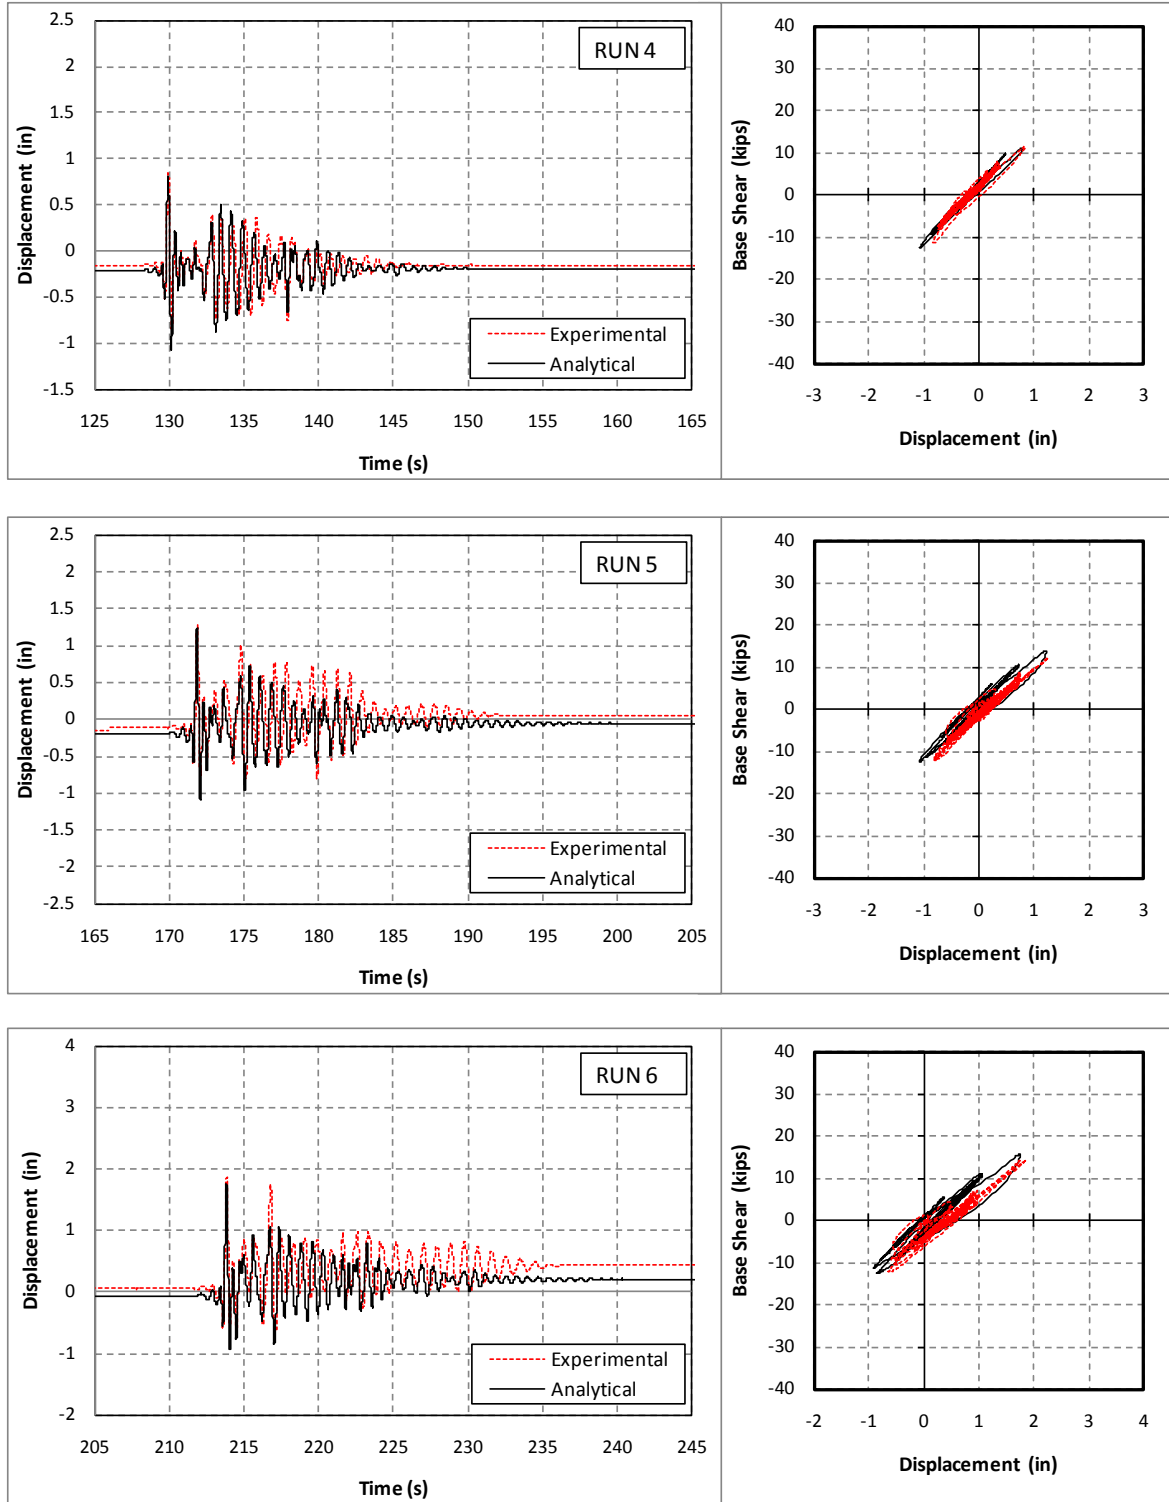 2.5
2
1.5
1
0.5
0
-0.5
-1
-1.5
125 130 135 140 145 150 155 160 165
Displacement (in)
Time (s)
RUN 4
Experimental
Analytical
40
30
20
10
0
-10
-20
-30
-40
-3 -2 -1 0 1 2 3
Base Shear (kips)
Displacement (in)
2.5
2
1.5
1
0.5
0
-0.5
-1
-1.5
-2
-2.5
165 170 175 180 185 190 195 200 205
Displacement (in)
Time (s)
RUN 5
Experimental
Analytical
40
30
20
10
0
-10
-20
-30
-40
-3 -2 -1 0 1 2 3
Base Shear (kips)
Displacement (in)
4
3
2
1
0
-1
-2
205 210 215 220 225 230 235 240 245
Displacement (in)
Time (s)
RUN 6
Experimental
Analytical
40
30
20
10
0
-10
-20
-30
-40
-2 -1 0 1 2 3 4
Base Shear (kips)
Displacement (in)